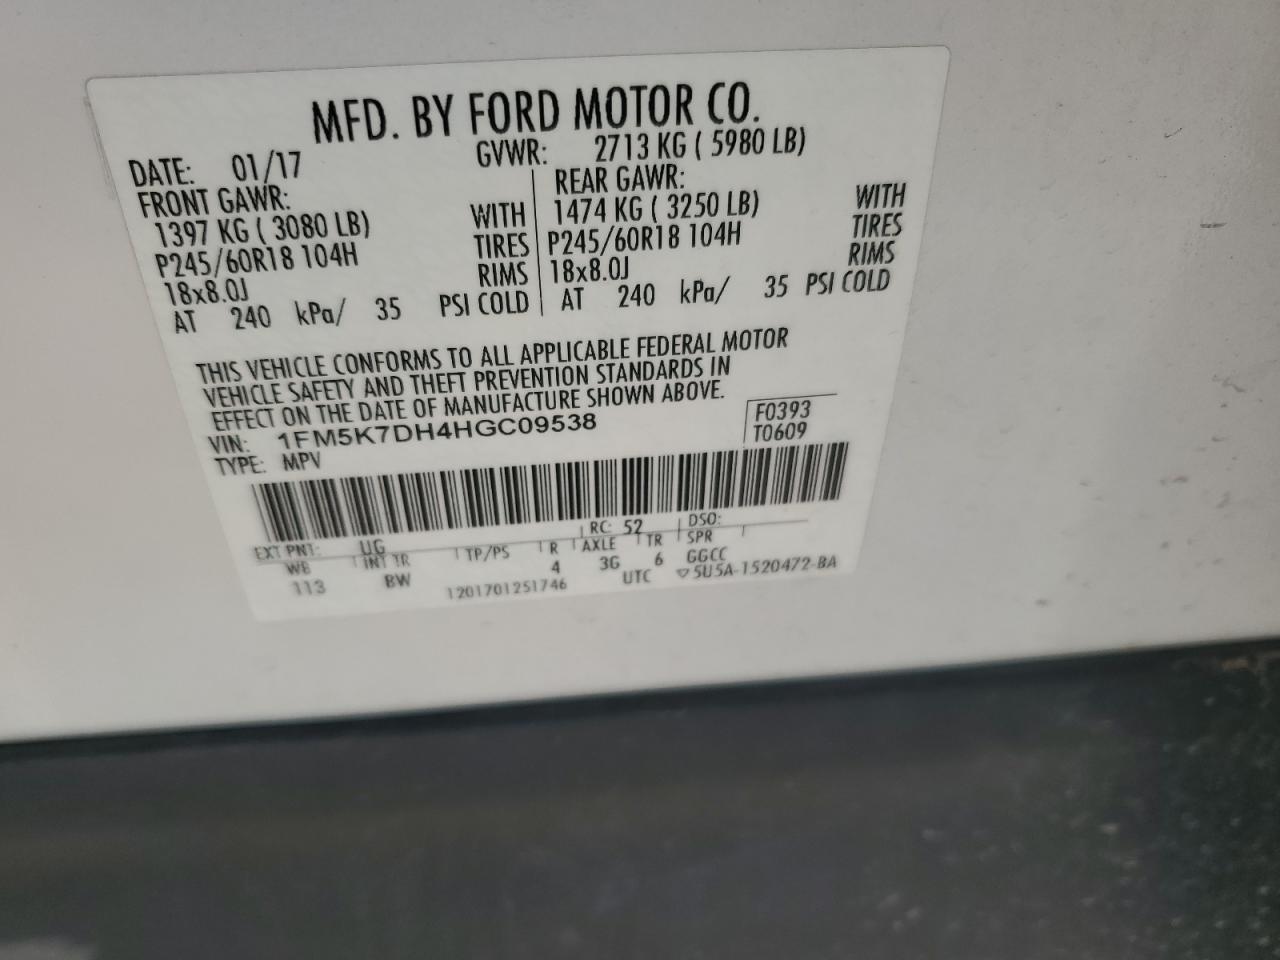 MFD. BY FORD MOTOR CO.
DATE: 01/17 GVWR: 2713 KG ( 5980 LB)
FRONT GAWR: REAR GAWR:
1397 KG ( 3080 LB) WITH 1474 KG ( 3250 LB) WITH
P245/60R18 104H TIRES P245/60R18 104H TIRES
18x8.0J RIMS 18x8.0J RIMS
AT 240 kPa/ 35 PSI COLD AT 240 kPa/ 35 PSI COLD
THIS VEHICLE CONFORMS TO ALL APPLICABLE FEDERAL MOTOR
VEHICLE SAFETY AND THEFT PREVENTION STANDARDS IN
EFFECT ON THE DATE OF MANUFACTURE SHOWN ABOVE.
VIN: 1FM5K7DH4HGC09538 F0393
TYPE: MPV T0609
EXT PNT: UG RC: 52 DSO:
WB INT TR TP/PS R AXLE TR SPR
113 BW 4 3G 6 GGCC
1201701251746 UTC ▽5U5A-1520472-BA